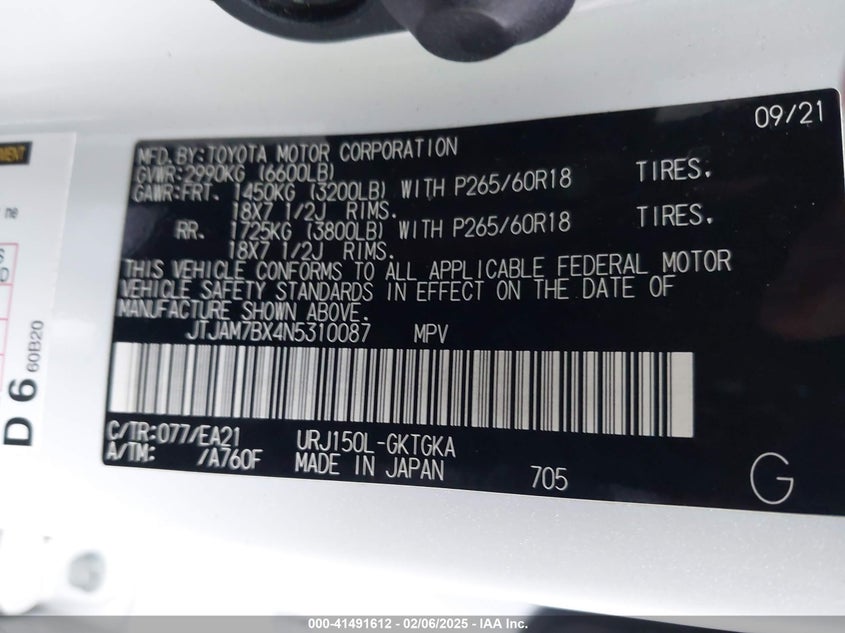 09/21
MFD. BY: TOYOTA MOTOR CORPORATION
GVWR: 2990KG (6600LB)
GAWR: FRT. 1450KG (3200LB) WITH P265/60R18 TIRES.
18X7 1/2J RIMS.
RR. 1725KG (3800LB) WITH P265/60R18 TIRES.
18X7 1/2J RIMS.
THIS VEHICLE CONFORMS TO ALL APPLICABLE FEDERAL MOTOR
VEHICLE SAFETY STANDARDS IN EFFECT ON THE DATE OF
MANUFACTURE SHOWN ABOVE.
JTJAM7BX4N5310087 MPV
C/TR: 077/EA21 URJ150L-GKTGKA
A/TM: /A760F MADE IN JAPAN 705 G
D 6 60B20
000-41491612 - 02/06/2025 - IAA Inc.